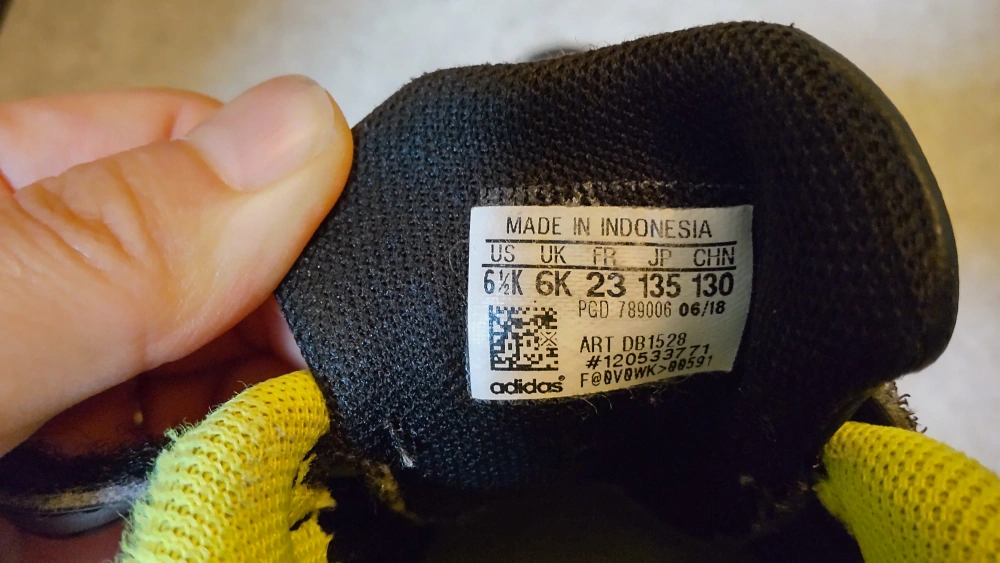 MADE IN INDONESIA
US UK FR JP CHN
6½K 6K 23 135 130
PGD 789006 06/18
ART DB1528
#120533771
F@0V0WK>00591
adidas®